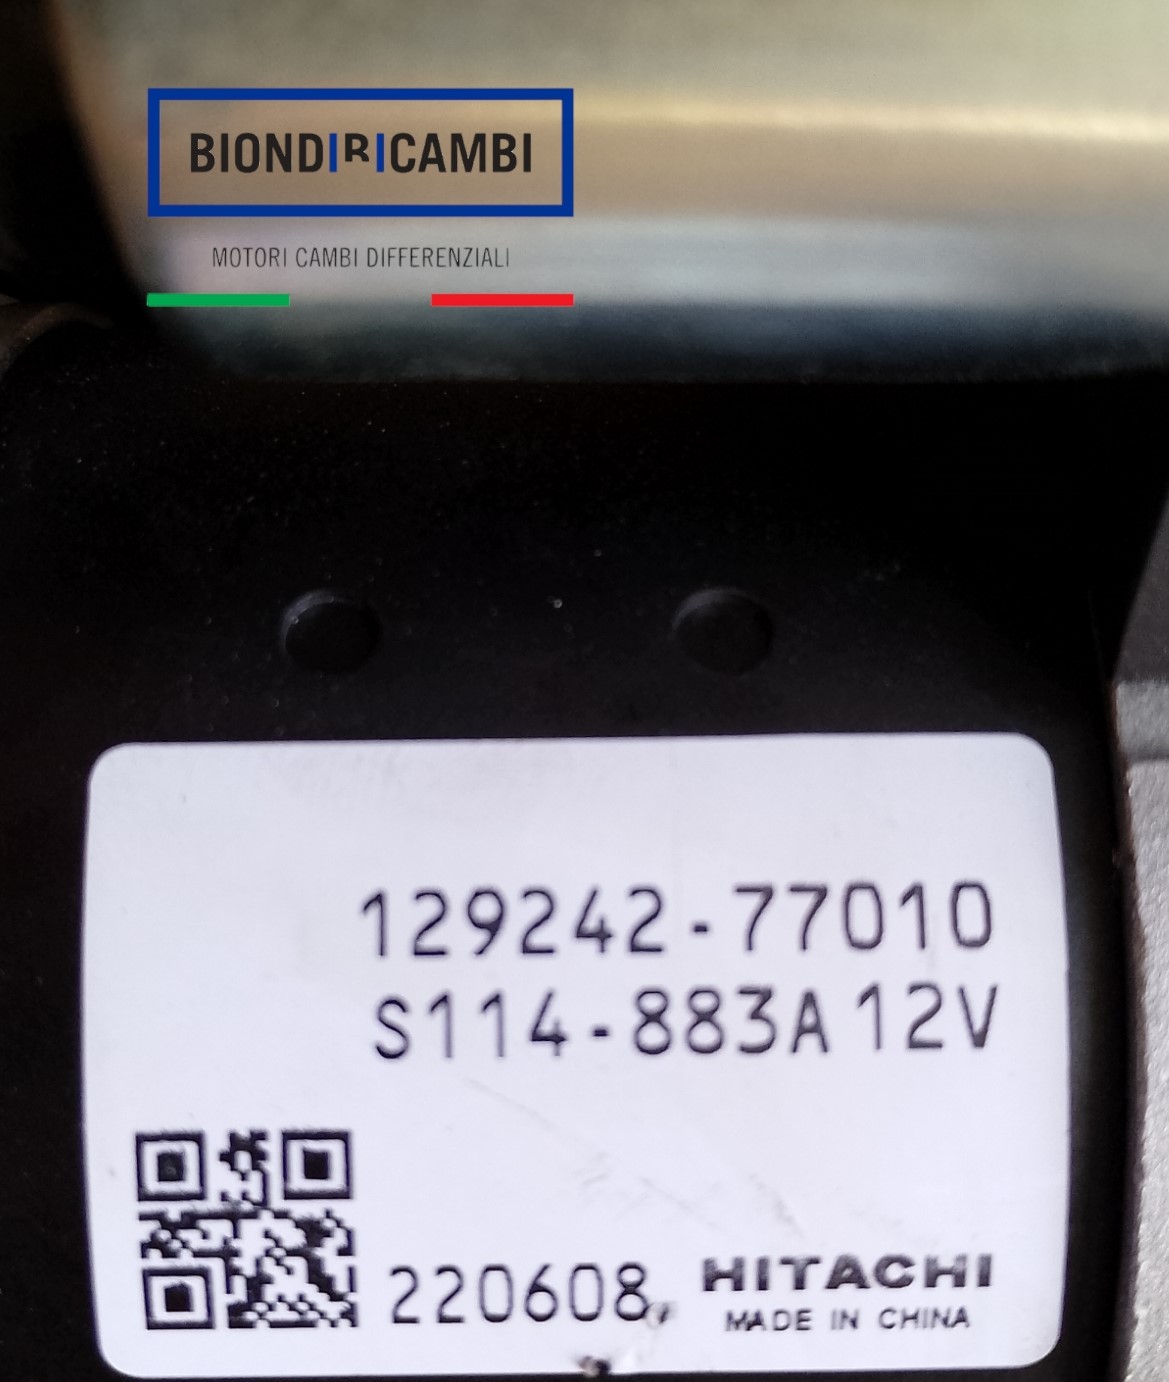 BIONDIRICAMBI
MOTORI CAMBI DIFFERENZIALI
129242-77010
S114-883A 12V
220608
HITACHI
MADE IN CHINA